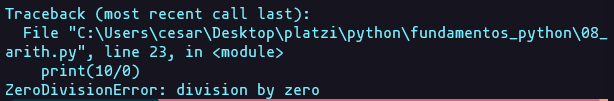 Traceback (most recent call last):
  File "C:\Users\cesar\Desktop\platzi\python\fundamentos_python\08_
arith.py", line 23, in <module>
    print(10/0)
ZeroDivisionError: division by zero